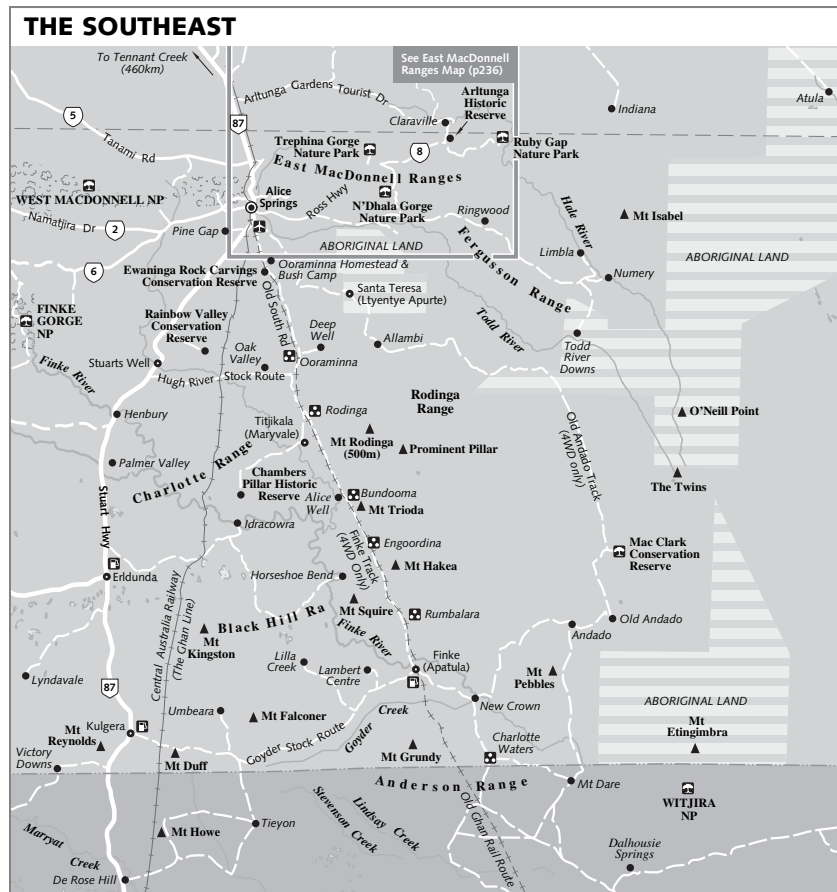 THE SOUTHEAST
To Tennant Creek
(460km)
See East MacDonnell
Ranges Map (p236)
Arltunga Gardens Tourist Dr
Arltunga
Historic
Reserve
Claraville
Indiana
Atula
5
87
Tanami Rd
Trephina Gorge
Nature Park
8
Ruby Gap
Nature Park
East MacDonnell Ranges
WEST MACDONNELL NP
Alice
Springs
Ross Hwy
N'Dhala Gorge
Nature Park
Ringwood
Hale River
Mt Isabel
Namatjira Dr
2
Pine Gap
ABORIGINAL LAND
Fergusson Range
Limbla
ABORIGINAL LAND
6
Ewaninga Rock Carvings
Conservation Reserve
Ooraminna Homestead &
Bush Camp
Numery
Santa Teresa
(Ltyentye Apurte)
FINKE
GORGE
NP
Rainbow Valley
Conservation
Reserve
Old South Rd
Deep
Well
Allambi
Todd River
Todd
River
Downs
Oak
Valley
Ooraminna
Stuarts Well
Hugh River
Stock Route
Finke River
Rodinga
Range
Henbury
Rodinga
O'Neill Point
Titjikala
(Maryvale)
Mt Rodinga
(500m)
Prominent Pillar
Old Andado Track
(4WD only)
Palmer Valley
Charlotte Range
Chambers
Pillar Historic
Reserve
Alice
Well
Bundooma
Mt Trioda
The Twins
Stuart Hwy
Idracowra
Engoordina
Finke Track
(4WD Only)
Mac Clark
Conservation
Reserve
Erldunda
Horseshoe Bend
Mt Hakea
Central Australia Railway
(The Ghan Line)
Mt Squire
Black Hill Ra
Rumbalara
Old Andado
Mt
Kingston
Finke River
Andado
Lilla
Creek
Lambert
Centre
Finke
(Apatula)
Mt
Pebbles
Lyndavale
87
New Crown
ABORIGINAL LAND
Umbeara
Mt Falconer
Creek
Goyder
Mt
Etingimbra
Mt
Reynolds
Kulgera
Goyder Stock Route
Charlotte
Waters
Victory
Downs
Mt Duff
Mt Grundy
Anderson Range
Mt Dare
WITJIRA
NP
Mt Howe
Tieyon
Stevenson Creek
Lindsay Creek
Old Ghan Rail Route
Marryat
Creek
Dalhousie
Springs
De Rose Hill